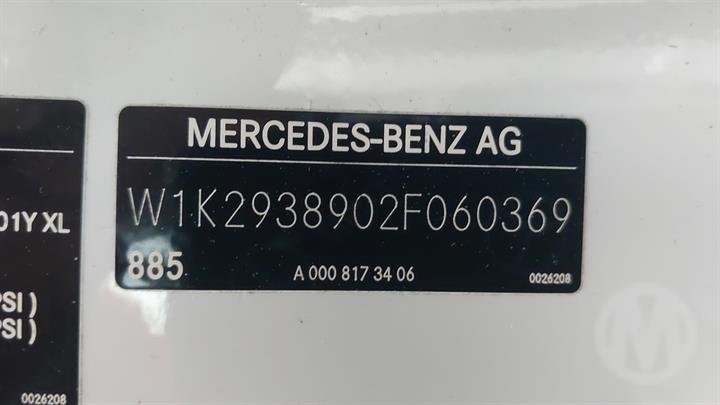 MERCEDES-BENZ AG
W1K2938902F060369
885
A 000 817 34 06
0026208
01Y XL
PSI )
PSI )
0026208
M